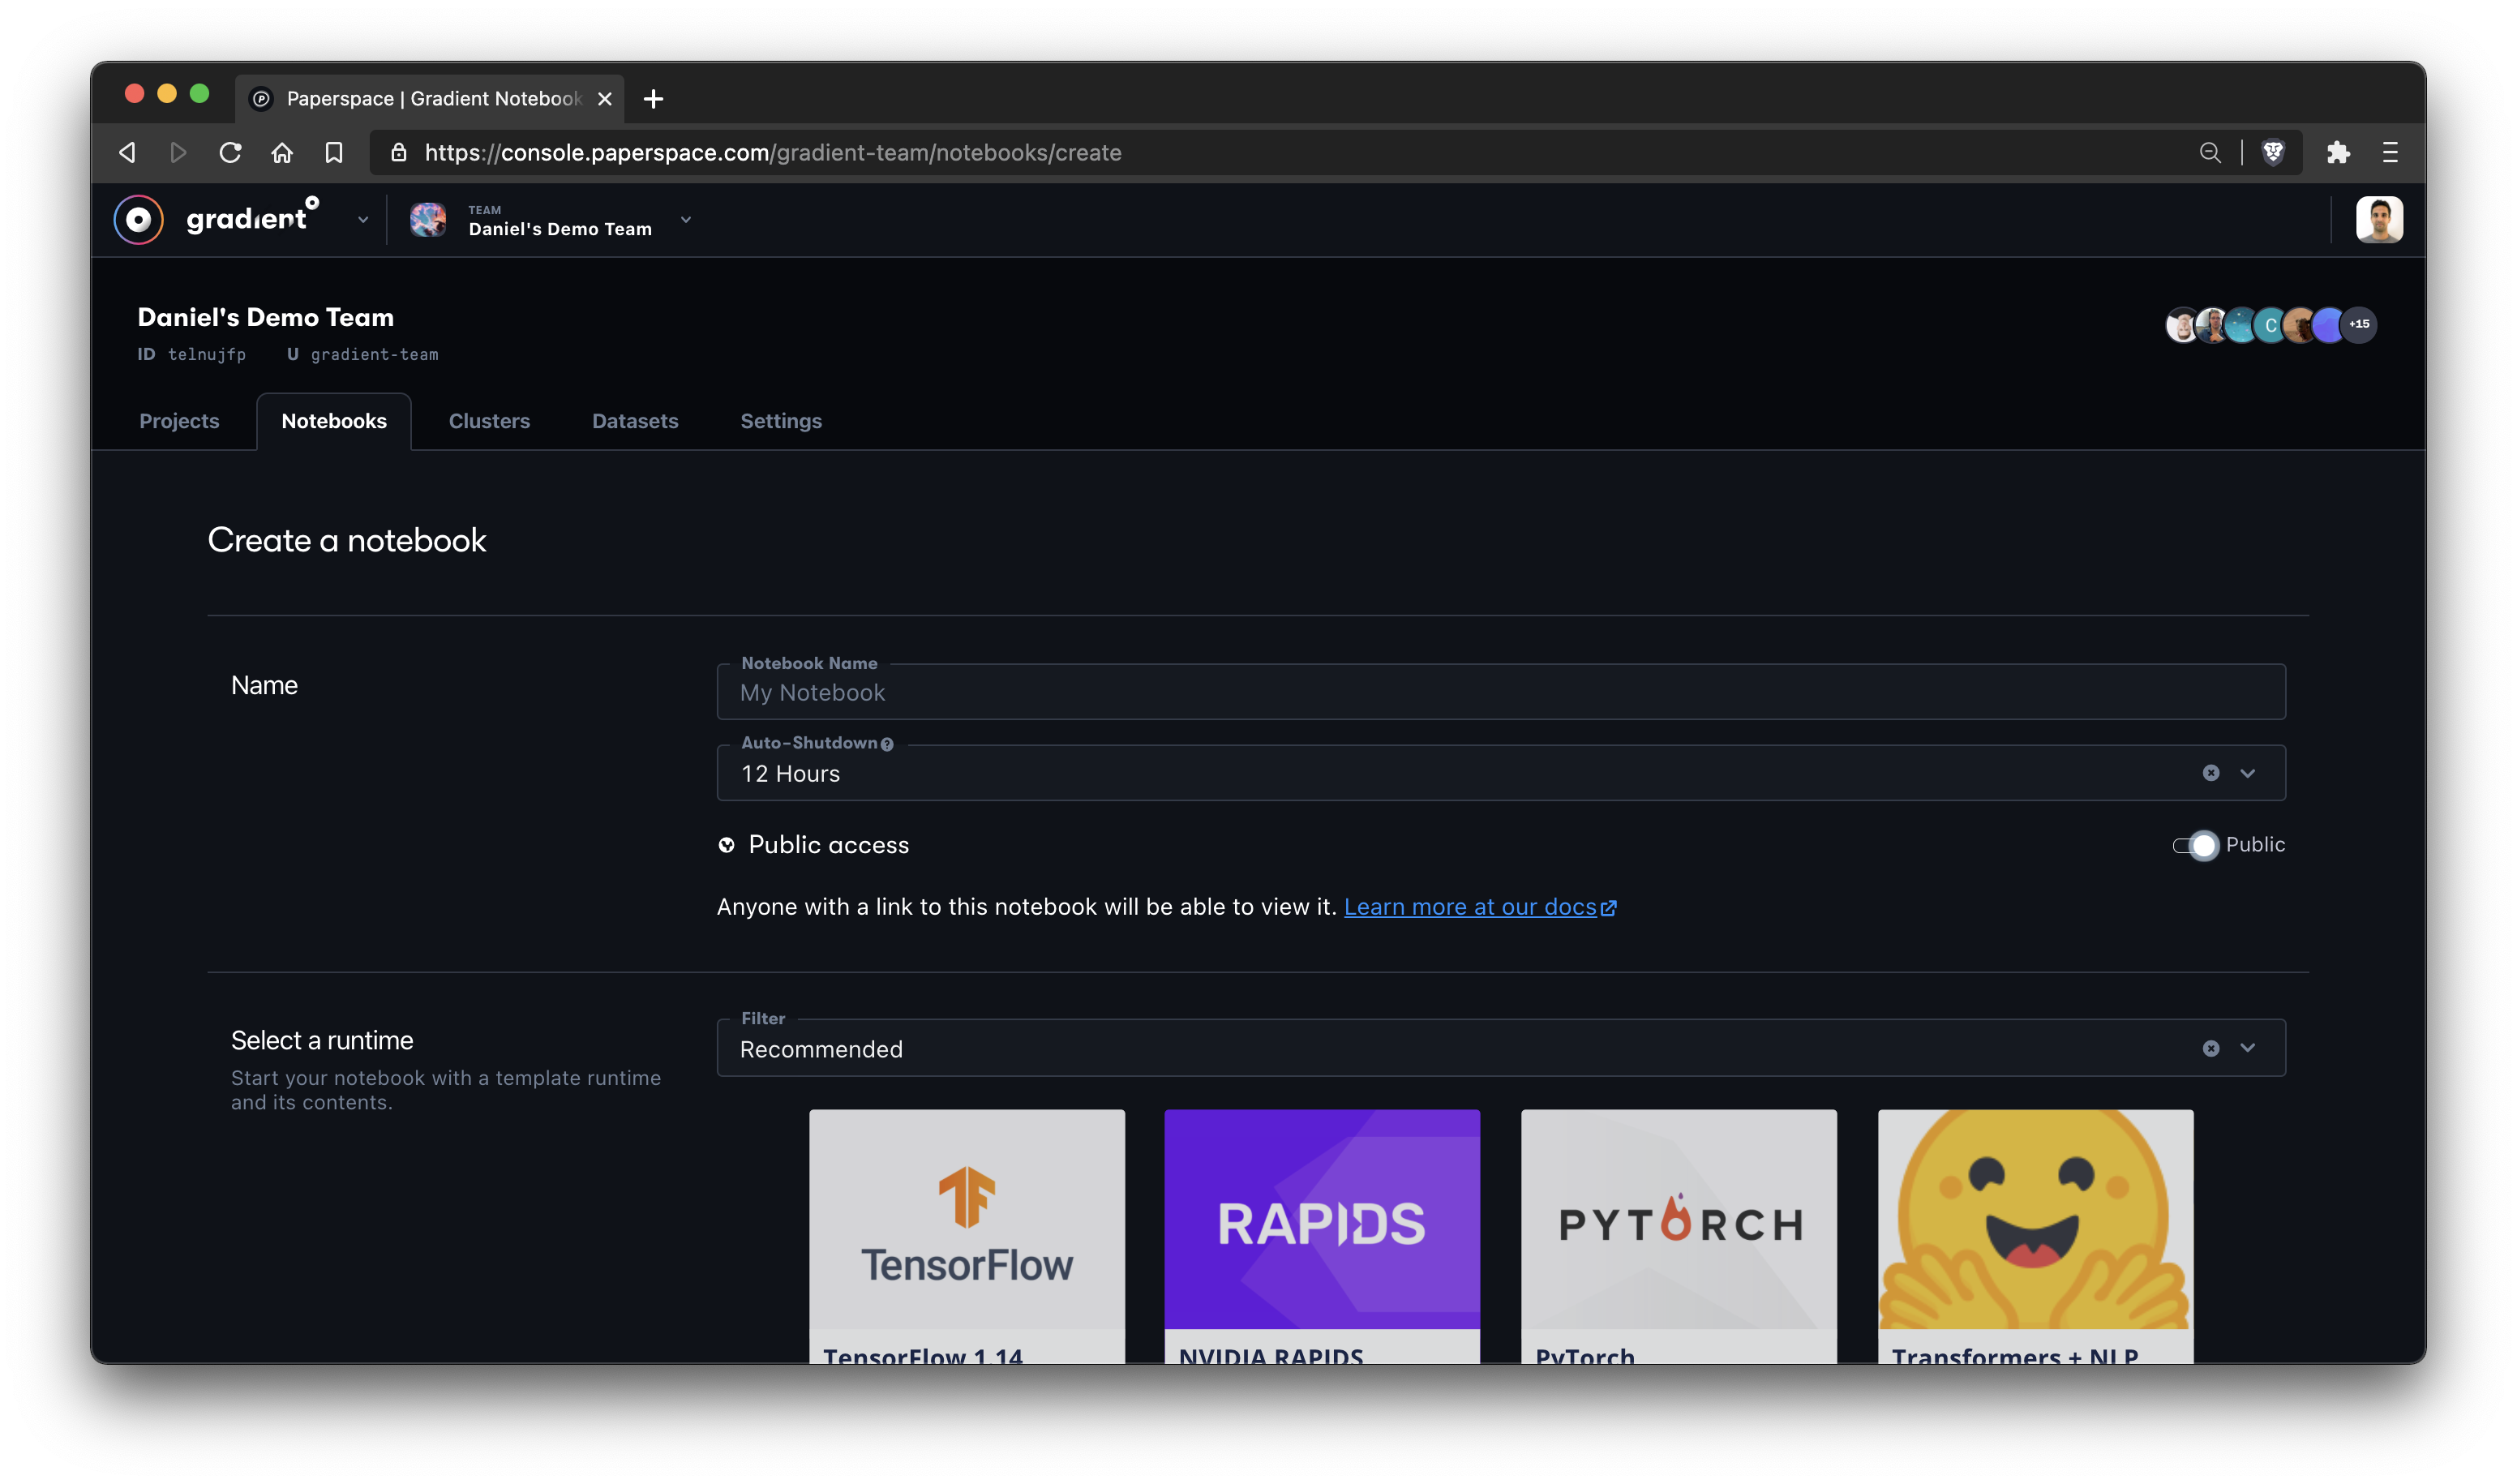 Paperspace | Gradient Notebook
https://console.paperspace.com/gradient-team/notebooks/create
gradient
TEAM
Daniel's Demo Team
Daniel's Demo Team
ID telnujfp U gradient-team
C +15
Projects Notebooks Clusters Datasets Settings
Create a notebook
Name
Notebook Name
My Notebook
Auto-Shutdown
12 Hours
Public access
Public
Anyone with a link to this notebook will be able to view it. Learn more at our docs
Select a runtime
Start your notebook with a template runtime
and its contents.
Filter
Recommended
TensorFlow
RAPIDS
PYTORCH
TensorFlow 1.14
NVIDIA RAPIDS
PyTorch
Transformers + NLP